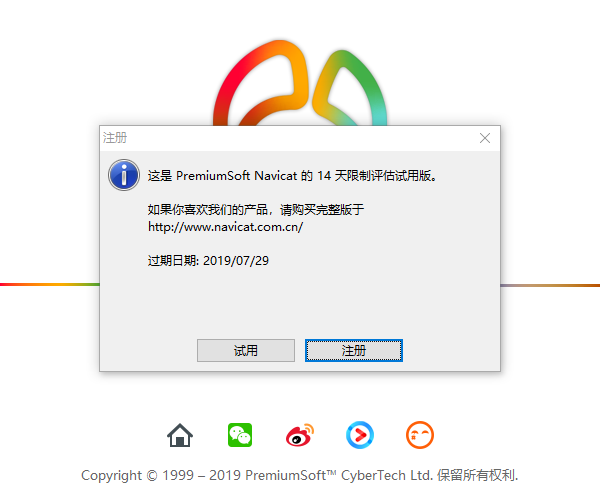 注册
这是 PremiumSoft Navicat 的 14 天限制评估试用版。
如果你喜欢我们的产品，请购买完整版于
http://www.navicat.com.cn/
过期日期: 2019/07/29
试用
注册
Copyright © 1999 – 2019 PremiumSoft™ CyberTech Ltd. 保留所有权利.